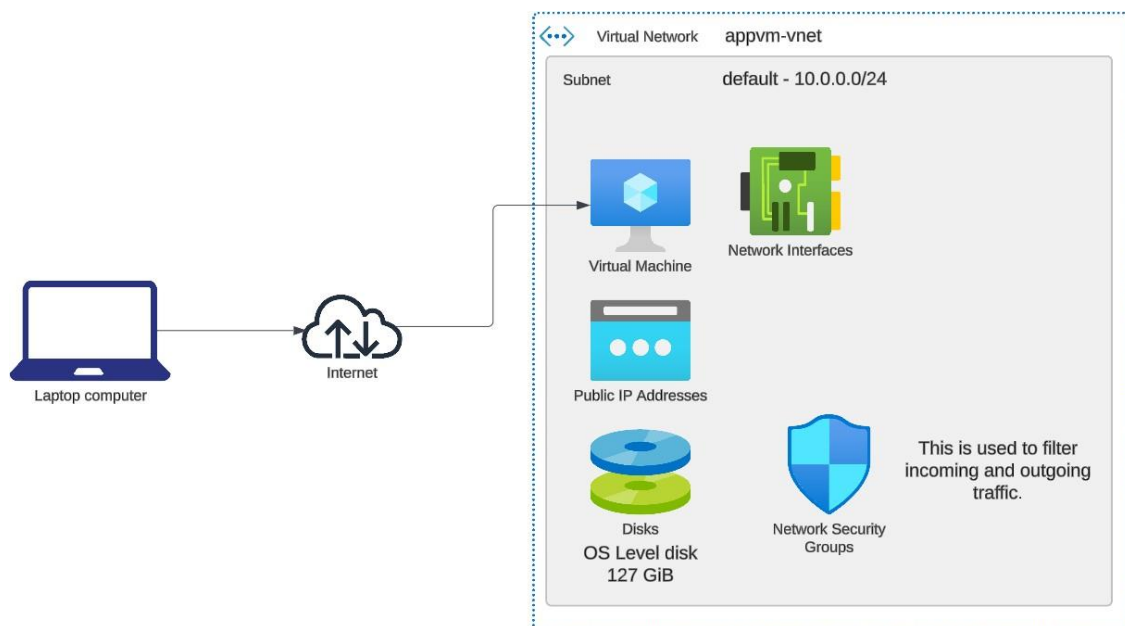 Virtual Network appvm-vnet
Subnet default - 10.0.0.0/24
Virtual Machine
Network Interfaces
Laptop computer
Internet
Public IP Addresses
Disks
OS Level disk
127 GiB
Network Security
Groups
This is used to filter
incoming and outgoing
traffic.